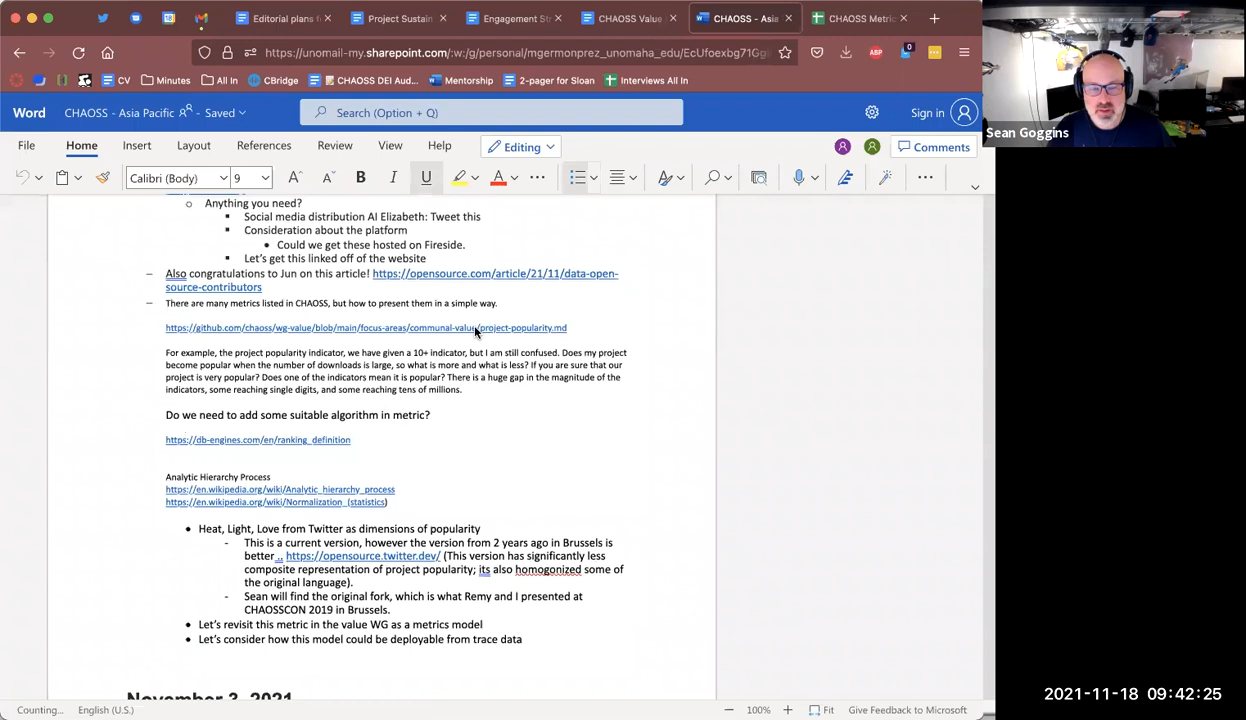 Editorial plans f
Project Sustain
Engagement St
CHAOSS Value
CHAOSS - Asia
CHAOSS Metric
https://unomail-my.sharepoint.com/:w:/g/personal/mgermonprez_unomaha_edu/EcUfoexbg71Gg
CV
Minutes
All In
CBridge
CHAOSS DEI Aud...
Mentorship
2-pager for Sloan
Interviews All In
Word
CHAOSS - Asia Pacific
- Saved
Search (Option + Q)
Sign in
File
Home
Insert
Layout
References
Review
View
Help
Editing
Comments
Calibri (Body)
9
Sean Goggins
o Anything you need?
▪ Social media distribution AI Elizabeth: Tweet this
▪ Consideration about the platform
• Could we get these hosted on Fireside.
▪ Let's get this linked off of the website
– Also congratulations to Jun on this article! https://opensource.com/article/21/11/data-open-
source-contributors
– There are many metrics listed in CHAOSS, but how to present them in a simple way.
https://github.com/chaoss/wg-value/blob/main/focus-areas/communal-value/project-popularity.md
For example, the project popularity indicator, we have given a 10+ indicator, but I am still confused. Does my project
become popular when the number of downloads is large, so what is more and what is less? If you are sure that our
project is very popular? Does one of the indicators mean it is popular? There is a huge gap in the magnitude of the
indicators, some reaching single digits, and some reaching tens of millions.
Do we need to add some suitable algorithm in metric?
https://db-engines.com/en/ranking_definition
Analytic Hierarchy Process
https://en.wikipedia.org/wiki/Analytic_hierarchy_process
https://en.wikipedia.org/wiki/Normalization_(statistics)
• Heat, Light, Love from Twitter as dimensions of popularity
- This is a current version, however the version from 2 years ago in Brussels is
better .. https://opensource.twitter.dev/ (This version has significantly less
composite representation of project popularity; its also homogonized some of
the original language).
- Sean will find the original fork, which is what Remy and I presented at
CHAOSSCON 2019 in Brussels.
• Let's revisit this metric in the value WG as a metrics model
• Let's consider how this model could be deployable from trace data
November 3, 2021
Counting...
English (U.S.)
100%
Fit
Give Feedback to Microsoft
2021-11-18 09:42:25